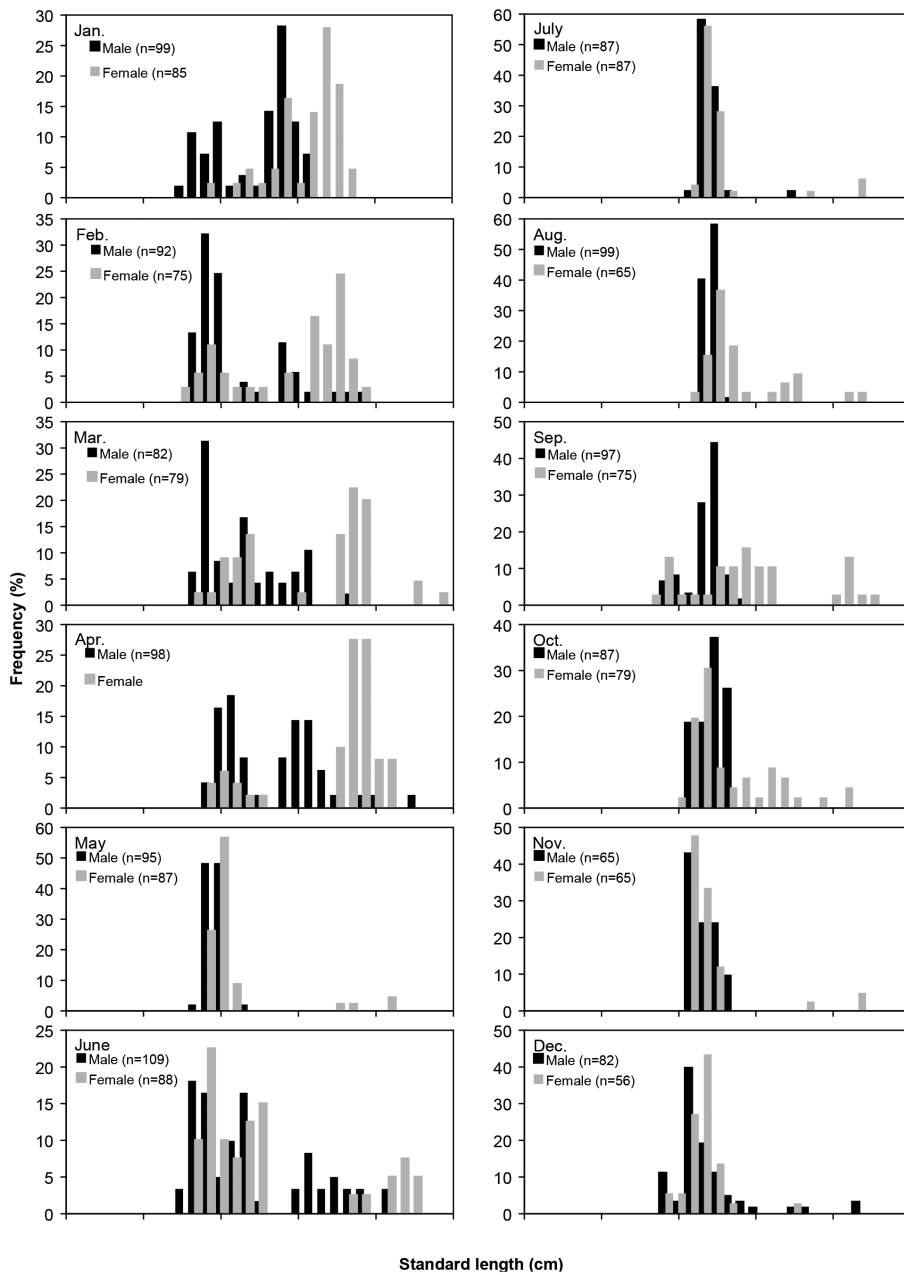 Jan.
Male (n=99)
Female (n=85
30
25
20
15
10
5
0
Feb.
Male (n=92)
Female (n=75)
35
30
25
20
15
10
5
0
Mar.
Male (n=82)
Female (n=79)
35
30
25
20
15
10
5
0
Apr.
Male (n=98)
Female
30
25
20
15
10
5
0
May
Male (n=95)
Female (n=87)
60
50
40
30
20
10
0
June
Male (n=109)
Female (n=88)
25
20
15
10
5
0
July
Male (n=87)
Female (n=87)
60
50
40
30
20
10
0
Aug.
Male (n=99)
Female (n=65)
60
50
40
30
20
10
0
Sep.
Male (n=97)
Female (n=75)
50
40
30
20
10
0
Oct.
Male (n=87)
Female (n=79)
40
30
20
10
0
Nov.
Male (n=65)
Female (n=65)
50
40
30
20
10
0
Dec.
Male (n=82)
Female (n=56)
50
40
30
20
10
0
Frequency (%)
Standard length (cm)